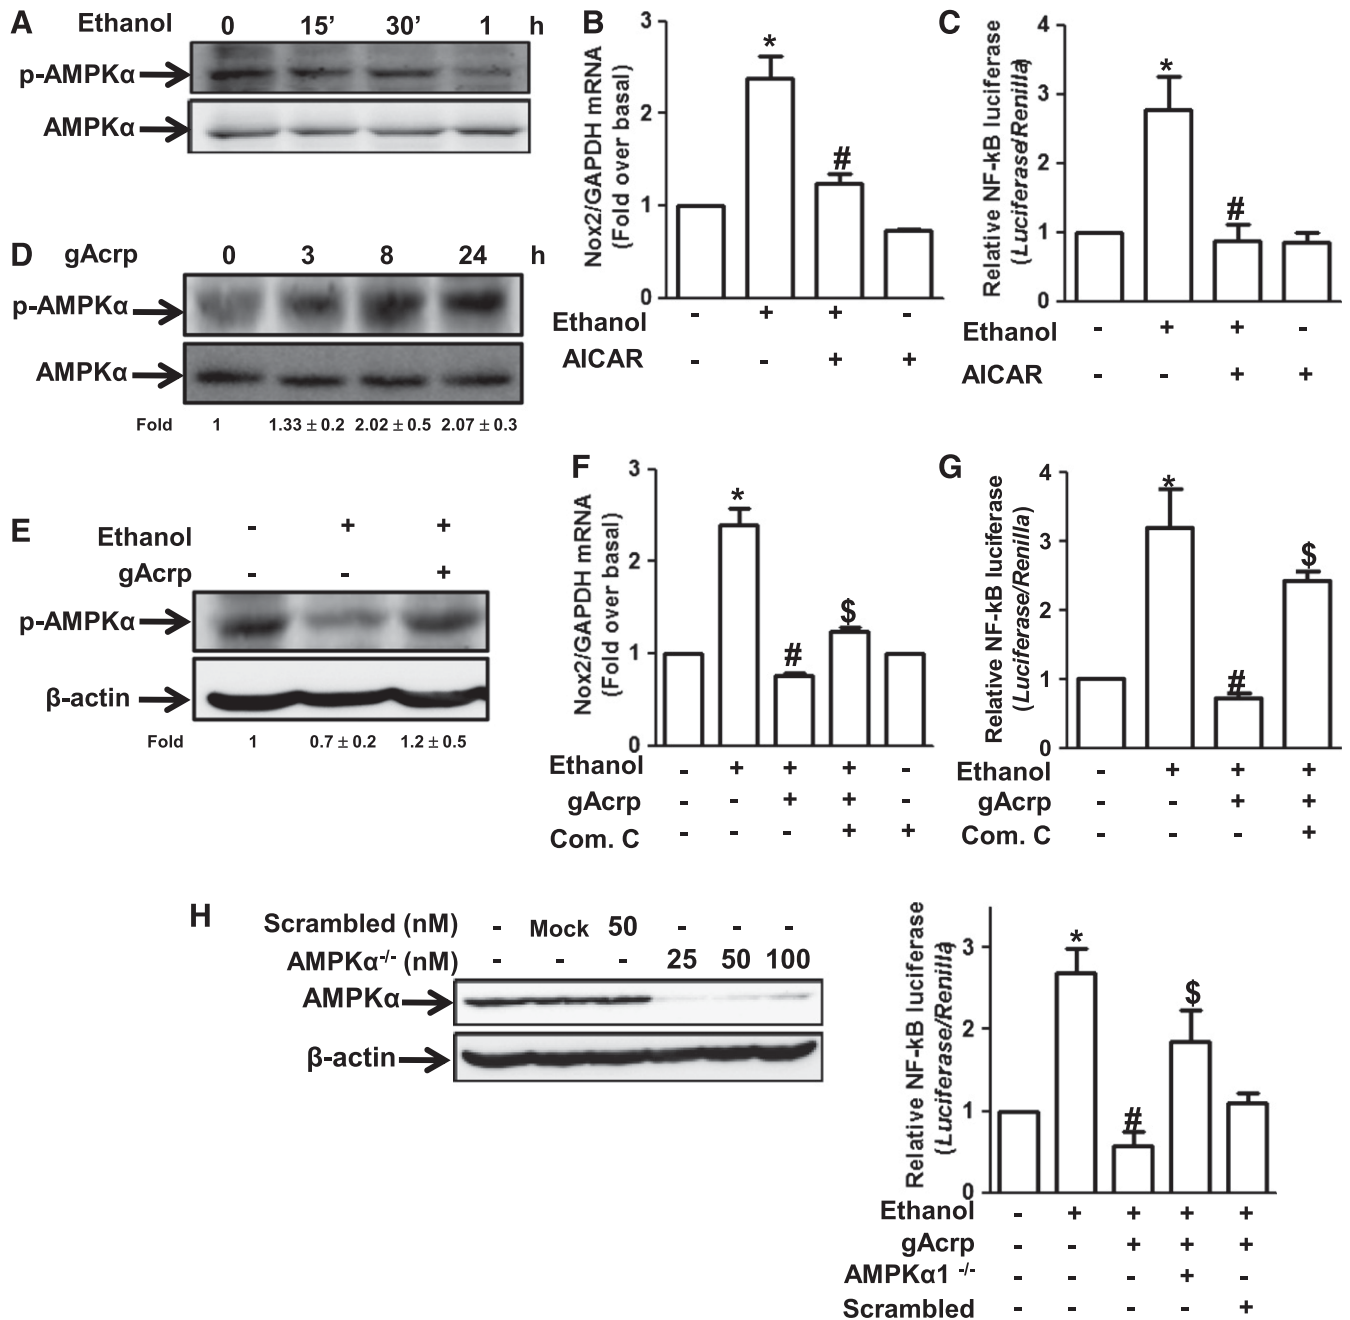 A
Ethanol 0 15’ 30’ 1 h
p-AMPKα
AMPKα
B
Nox2/GAPDH mRNA
(Fold over basal)
3
2
1
0
*
#
Ethanol - + + -
AICAR - - + +
C
Relative NF-kB luciferase
(Luciferase/Renilla)
4
3
2
1
0
*
#
Ethanol - + + -
AICAR - - + +
D
gAcrp 0 3 8 24 h
p-AMPKα
AMPKα
Fold 1 1.33 ± 0.2 2.02 ± 0.5 2.07 ± 0.3
E
Ethanol - + +
gAcrp - - +
p-AMPKα
β-actin
Fold 1 0.7 ± 0.2 1.2 ± 0.5
F
Nox2/GAPDH mRNA
(Fold over basal)
3
2
1
0
*
#
$
Ethanol - + + + -
gAcrp - - + + -
Com. C - - - + +
G
Relative NF-kB luciferase
(Luciferase/Renilla)
4
3
2
1
0
*
#
$
Ethanol - + + +
gAcrp - - + +
Com. C - - - +
H
Scrambled (nM) - Mock 50 - - -
AMPKα-/- (nM) - - - 25 50 100
AMPKα
β-actin
Relative NF-kB luciferase
(Luciferase/Renilla)
3
2
1
0
*
#
$
Ethanol - + + + +
gAcrp - - + + +
AMPKα1 -/- - - - + -
Scrambled - - - - +